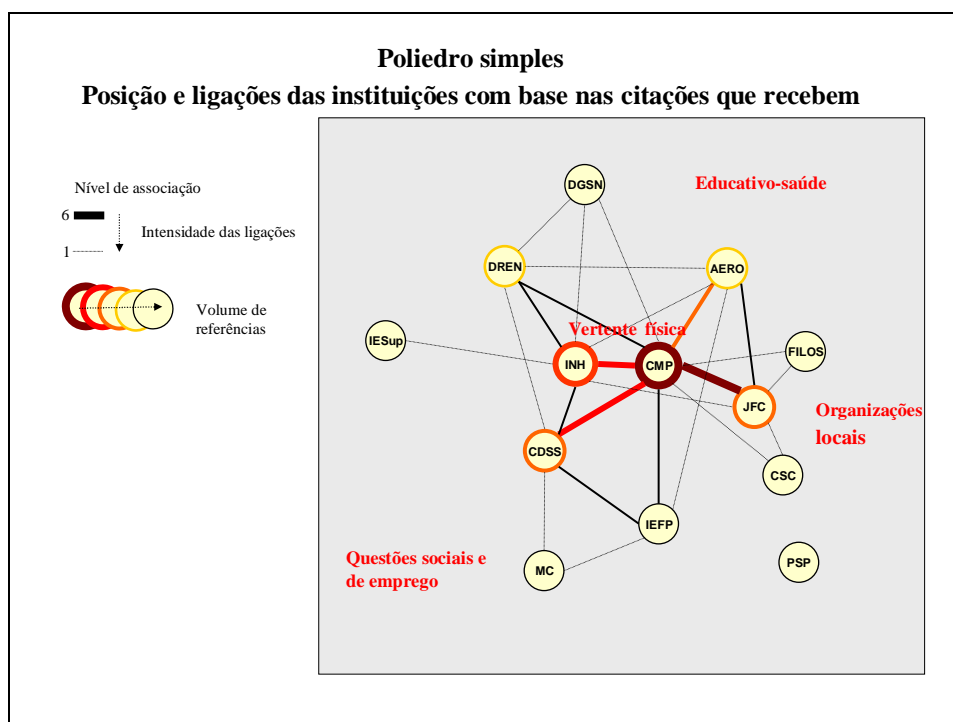 Poliedro simples
Posição e ligações das instituições com base nas citações que recebem
Nível de associação
6
Intensidade das ligações
1
Volume de
referências
DGSN
Educativo-saúde
DREN
AERO
Vertente física
IESup
INH
CMP
FILOS
JFC
Organizações
locais
CDSS
CSC
IEFP
Questões sociais e
de emprego
MC
PSP